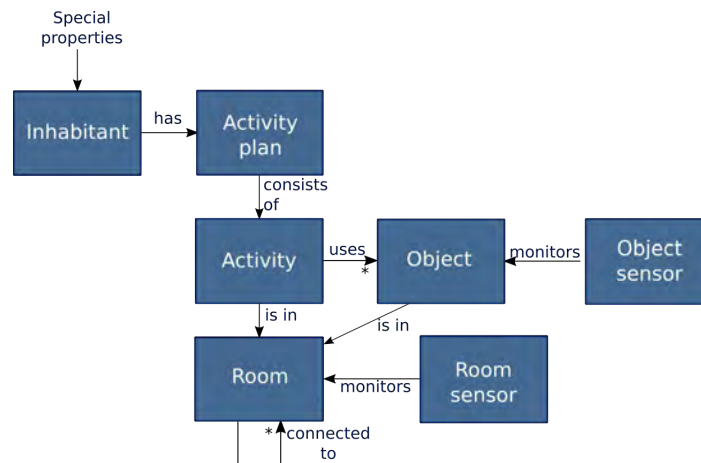 Special
properties
Inhabitant
has
Activity
plan
consists
of
Activity
uses
*
Object
monitors
Object
sensor
is in
is in
Room
monitors
Room
sensor
* connected
to